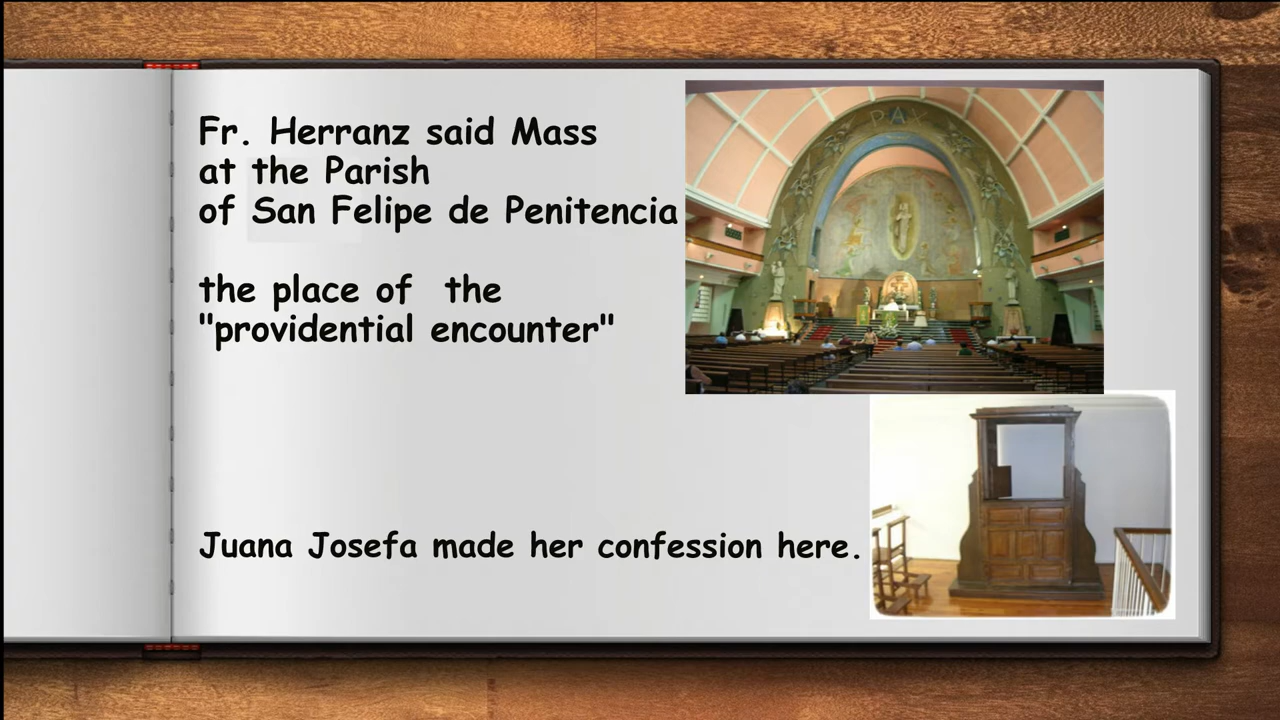 Fr. Herranz said Mass
at the Parish
of San Felipe de Penitencia
the place of  the
"providential encounter"
Juana Josefa made her confession here.
PAX